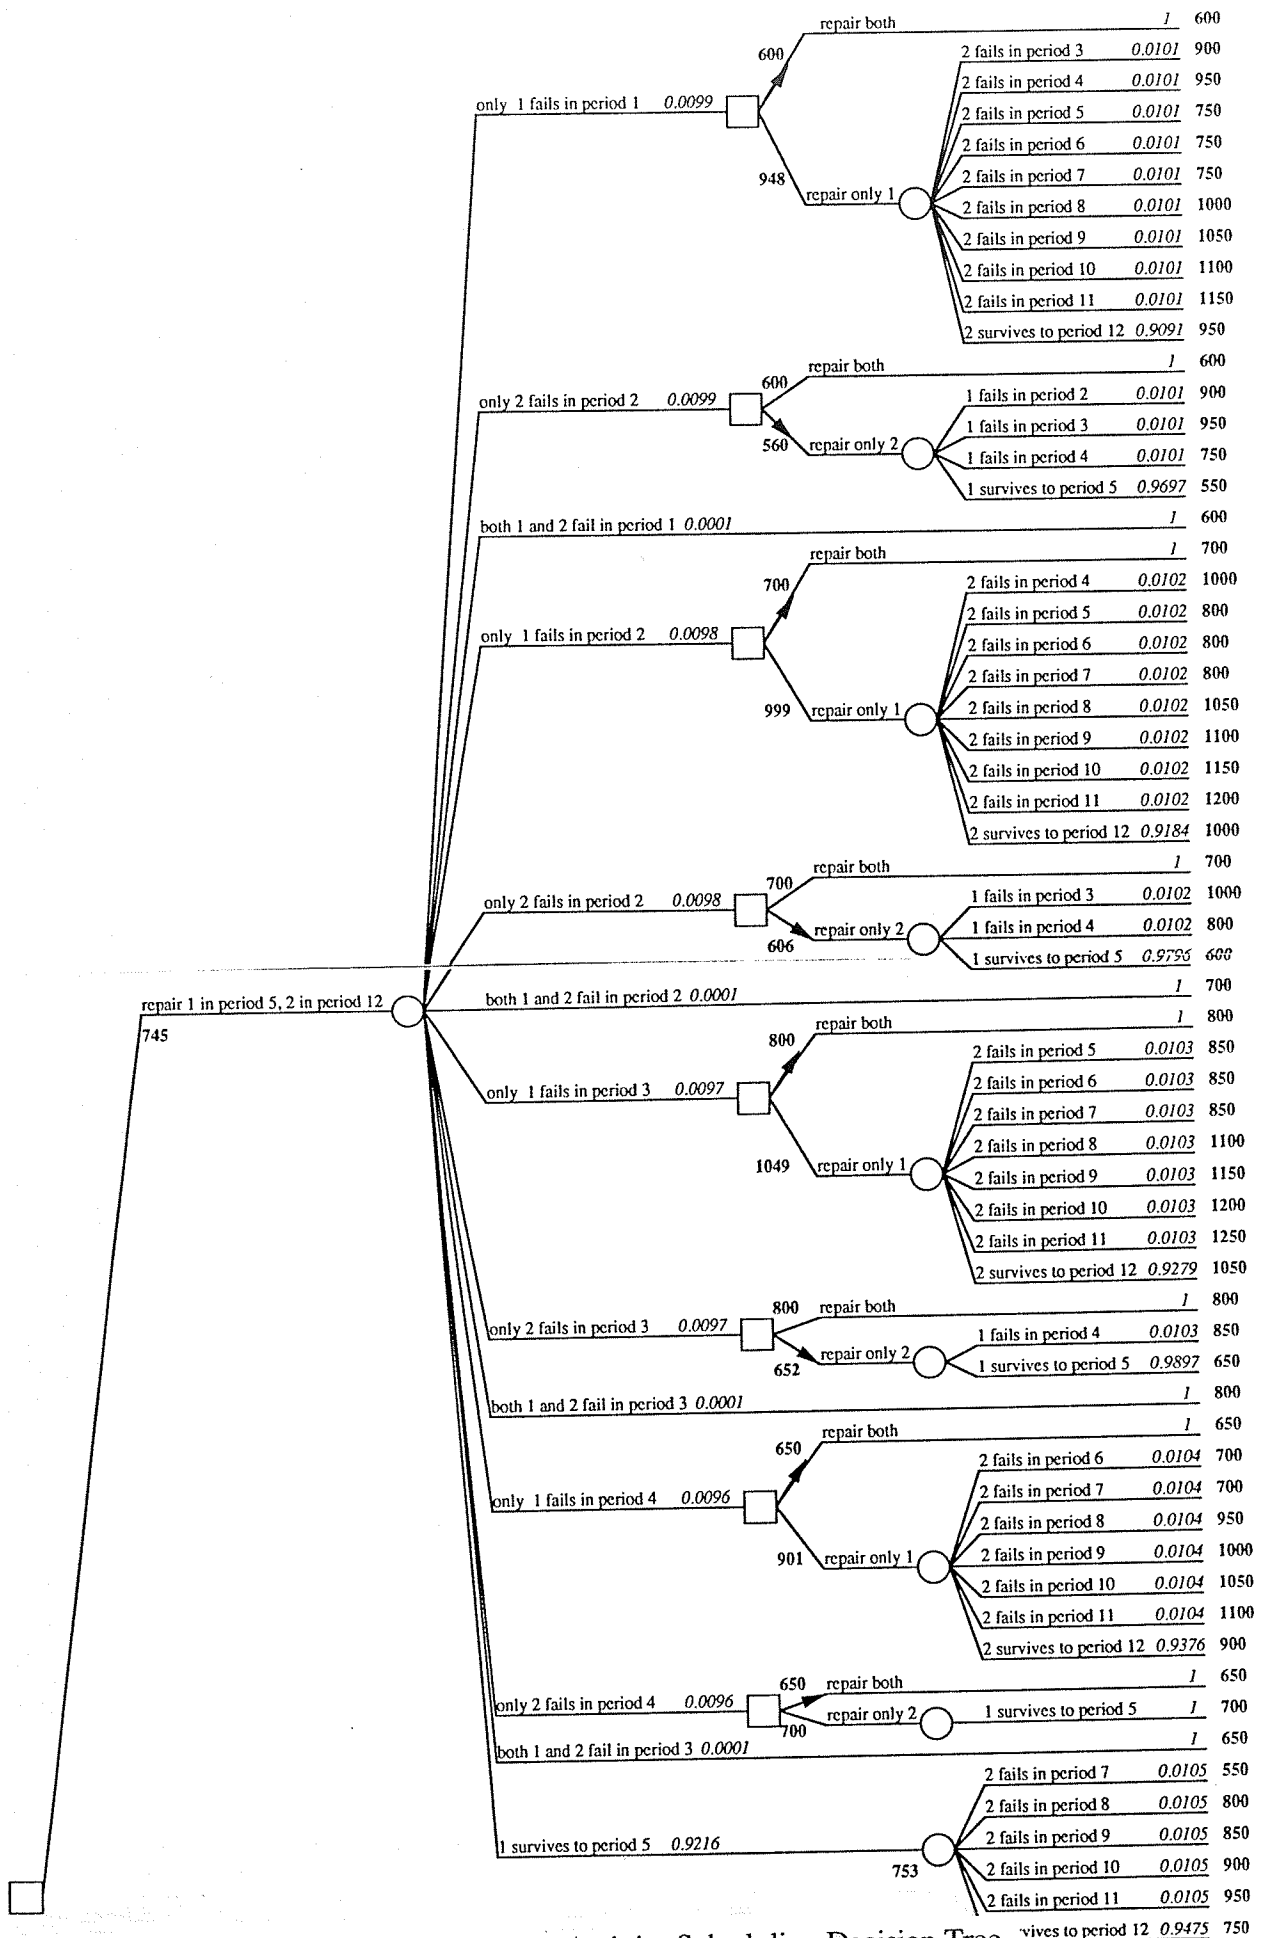 repair both 1 600
600
2 fails in period 3 0.0101 900
2 fails in period 4 0.0101 950
only 1 fails in period 1 0.0099
2 fails in period 5 0.0101 750
2 fails in period 6 0.0101 750
948
2 fails in period 7 0.0101 750
repair only 1
2 fails in period 8 0.0101 1000
2 fails in period 9 0.0101 1050
2 fails in period 10 0.0101 1100
2 fails in period 11 0.0101 1150
2 survives to period 12 0.9091 950
repair both 1 600
600
only 2 fails in period 2 0.0099
1 fails in period 2 0.0101 900
1 fails in period 3 0.0101 950
560
repair only 2
1 fails in period 4 0.0101 750
1 survives to period 5 0.9697 550
both 1 and 2 fail in period 1 0.0001 1 600
repair both 1 700
700
2 fails in period 4 0.0102 1000
2 fails in period 5 0.0102 800
only 1 fails in period 2 0.0098
2 fails in period 6 0.0102 800
2 fails in period 7 0.0102 800
999
repair only 1
2 fails in period 8 0.0102 1050
2 fails in period 9 0.0102 1100
2 fails in period 10 0.0102 1150
2 fails in period 11 0.0102 1200
2 survives to period 12 0.9184 1000
repair both 1 700
700
only 2 fails in period 2 0.0098
1 fails in period 3 0.0102 1000
606
repair only 2
1 fails in period 4 0.0102 800
1 survives to period 5 0.9796 600
repair 1 in period 5, 2 in period 12
745
both 1 and 2 fail in period 2 0.0001 1 700
repair both 1 800
800
2 fails in period 5 0.0103 850
only 1 fails in period 3 0.0097
2 fails in period 6 0.0103 850
2 fails in period 7 0.0103 850
1049
repair only 1
2 fails in period 8 0.0103 1100
2 fails in period 9 0.0103 1150
2 fails in period 10 0.0103 1200
2 fails in period 11 0.0103 1250
2 survives to period 12 0.9279 1050
repair both 1 800
800
only 2 fails in period 3 0.0097
1 fails in period 4 0.0103 850
652
repair only 2
1 survives to period 5 0.9897 650
both 1 and 2 fail in period 3 0.0001 1 800
repair both 1 650
650
2 fails in period 6 0.0104 700
only 1 fails in period 4 0.0096
2 fails in period 7 0.0104 700
2 fails in period 8 0.0104 950
901
repair only 1
2 fails in period 9 0.0104 1000
2 fails in period 10 0.0104 1050
2 fails in period 11 0.0104 1100
2 survives to period 12 0.9376 900
repair both 1 650
650
only 2 fails in period 4 0.0096
700
repair only 2
1 survives to period 5 1 700
both 1 and 2 fail in period 3 0.0001 1 650
2 fails in period 7 0.0105 550
2 fails in period 8 0.0105 800
1 survives to period 5 0.9216
753
2 fails in period 9 0.0105 850
2 fails in period 10 0.0105 900
2 fails in period 11 0.0105 950
vives to period 12 0.9475 750
Decision Tree